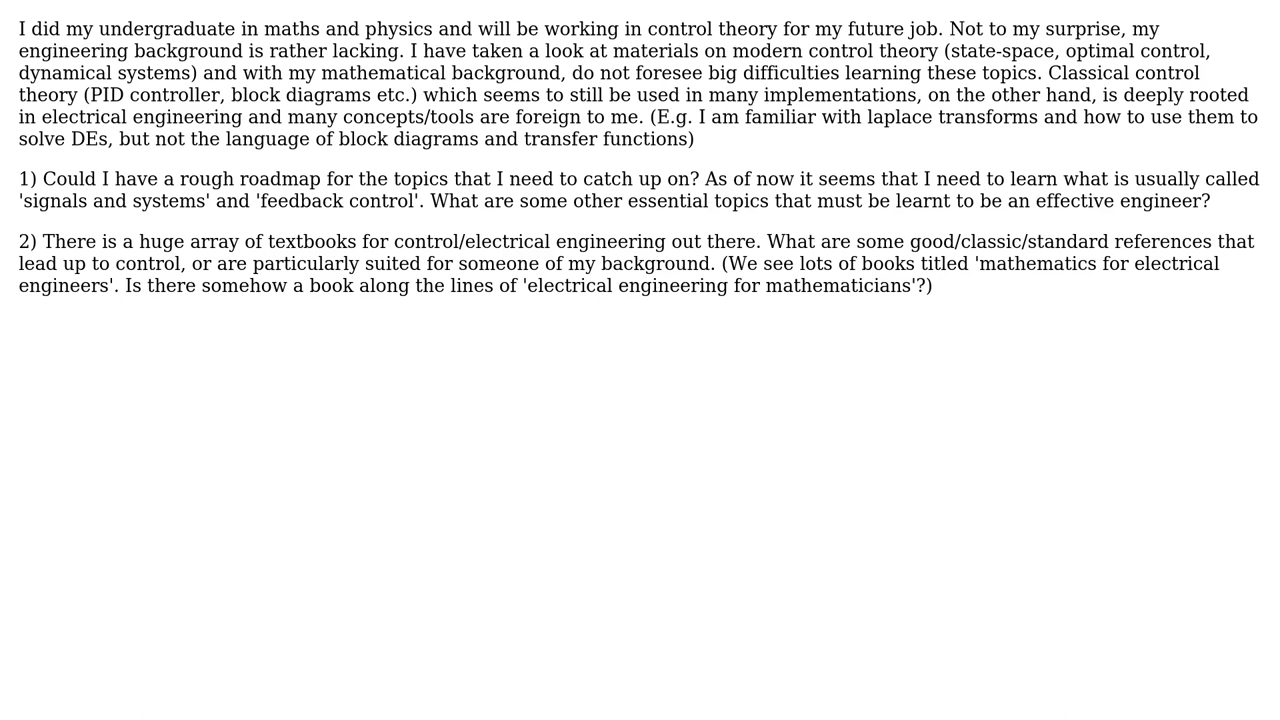 I did my undergraduate in maths and physics and will be working in control theory for my future job. Not to my surprise, my
engineering background is rather lacking. I have taken a look at materials on modern control theory (state-space, optimal control,
dynamical systems) and with my mathematical background, do not foresee big difficulties learning these topics. Classical control
theory (PID controller, block diagrams etc.) which seems to still be used in many implementations, on the other hand, is deeply rooted
in electrical engineering and many concepts/tools are foreign to me. (E.g. I am familiar with laplace transforms and how to use them to
solve DEs, but not the language of block diagrams and transfer functions)
1) Could I have a rough roadmap for the topics that I need to catch up on? As of now it seems that I need to learn what is usually called
'signals and systems' and 'feedback control'. What are some other essential topics that must be learnt to be an effective engineer?
2) There is a huge array of textbooks for control/electrical engineering out there. What are some good/classic/standard references that
lead up to control, or are particularly suited for someone of my background. (We see lots of books titled 'mathematics for electrical
engineers'. Is there somehow a book along the lines of 'electrical engineering for mathematicians'?)